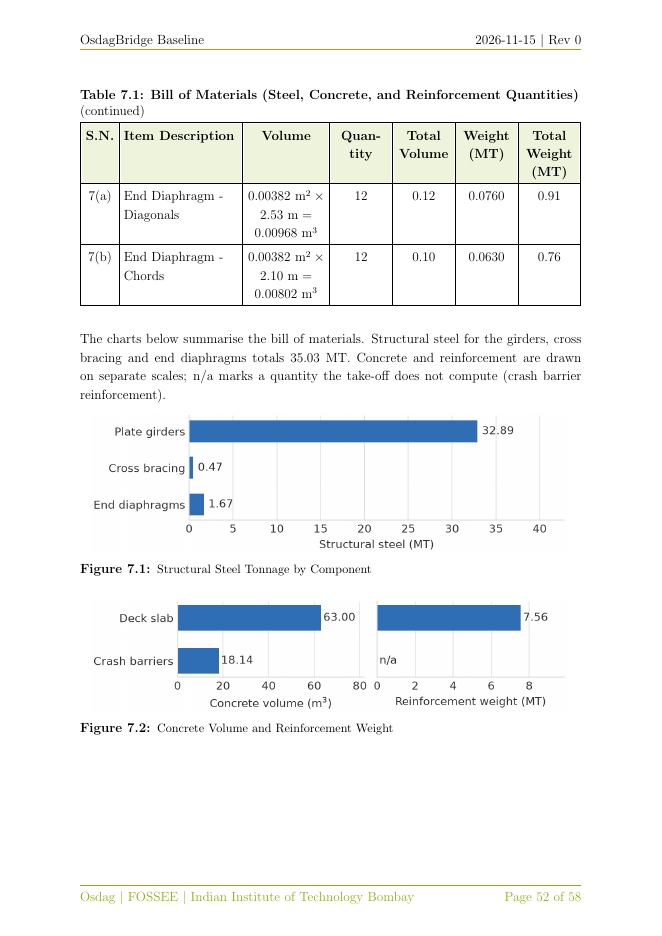 OsdagBridge Baseline 2026-11-15 | Rev 0
Table 7.1: Bill of Materials (Steel, Concrete, and Reinforcement Quantities)
(continued)
S.N. Item Description Volume Quan- Total Weight Total
tity Volume (MT) Weight
(MT)
7(a) End Diaphragm - 0.00382 m² × 12 0.12 0.0760 0.91
Diagonals 2.53 m =
0.00968 m³
7(b) End Diaphragm - 0.00382 m² × 12 0.10 0.0630 0.76
Chords 2.10 m =
0.00802 m³
The charts below summarise the bill of materials. Structural steel for the girders, cross
bracing and end diaphragms totals 35.03 MT. Concrete and reinforcement are drawn
on separate scales; n/a marks a quantity the take-off does not compute (crash barrier
reinforcement).
Plate girders 32.89
Cross bracing 0.47
End diaphragms 1.67
0 5 10 15 20 25 30 35 40
Structural steel (MT)
Figure 7.1: Structural Steel Tonnage by Component
Deck slab 63.00 7.56
Crash barriers 18.14 n/a
0 20 40 60 80 0 2 4 6 8
Concrete volume (m³) Reinforcement weight (MT)
Figure 7.2: Concrete Volume and Reinforcement Weight
Osdag | FOSSEE | Indian Institute of Technology Bombay Page 52 of 58